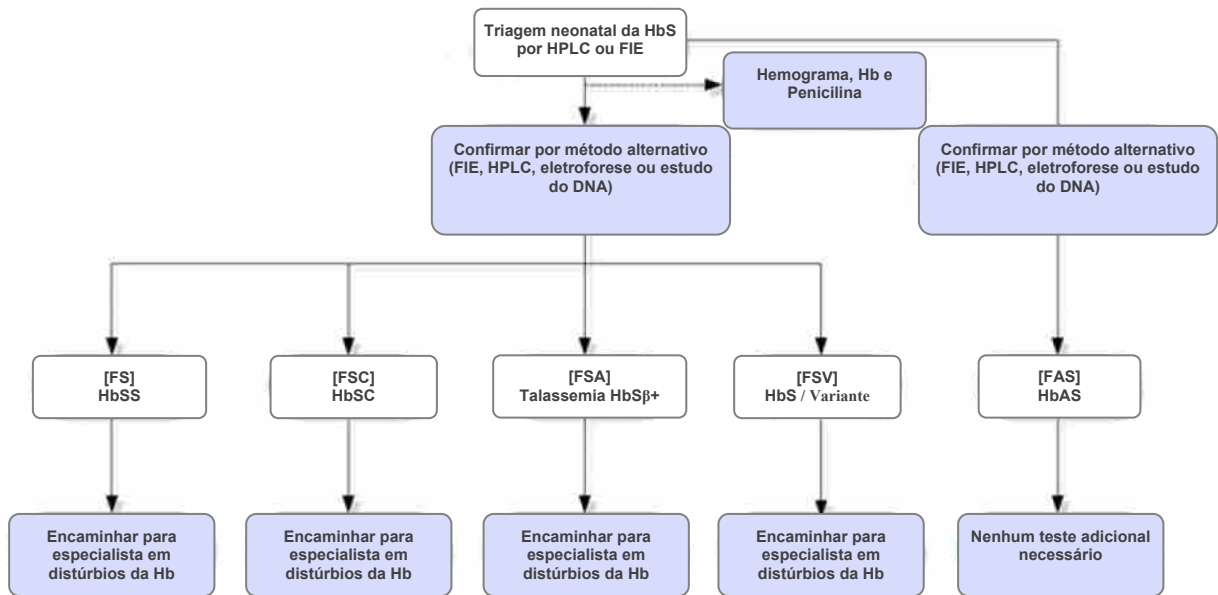 Triagem neonatal da HbS
por HPLC ou FIE
Hemograma, Hb e
Penicilina
Confirmar por método alternativo
(FIE, HPLC, eletroforese ou estudo
do DNA)
Confirmar por método alternativo
(FIE, HPLC, eletroforese ou estudo
do DNA)
[FS]
HbSS
[FSC]
HbSC
[FSA]
Talassemia HbSβ+
[FSV]
HbS / Variante
[FAS]
HbAS
Encaminhar para
especialista em
distúrbios da Hb
Encaminhar para
especialista em
distúrbios da Hb
Encaminhar para
especialista em
distúrbios da Hb
Encaminhar para
especialista em
distúrbios da Hb
Nenhum teste adicional
necessário